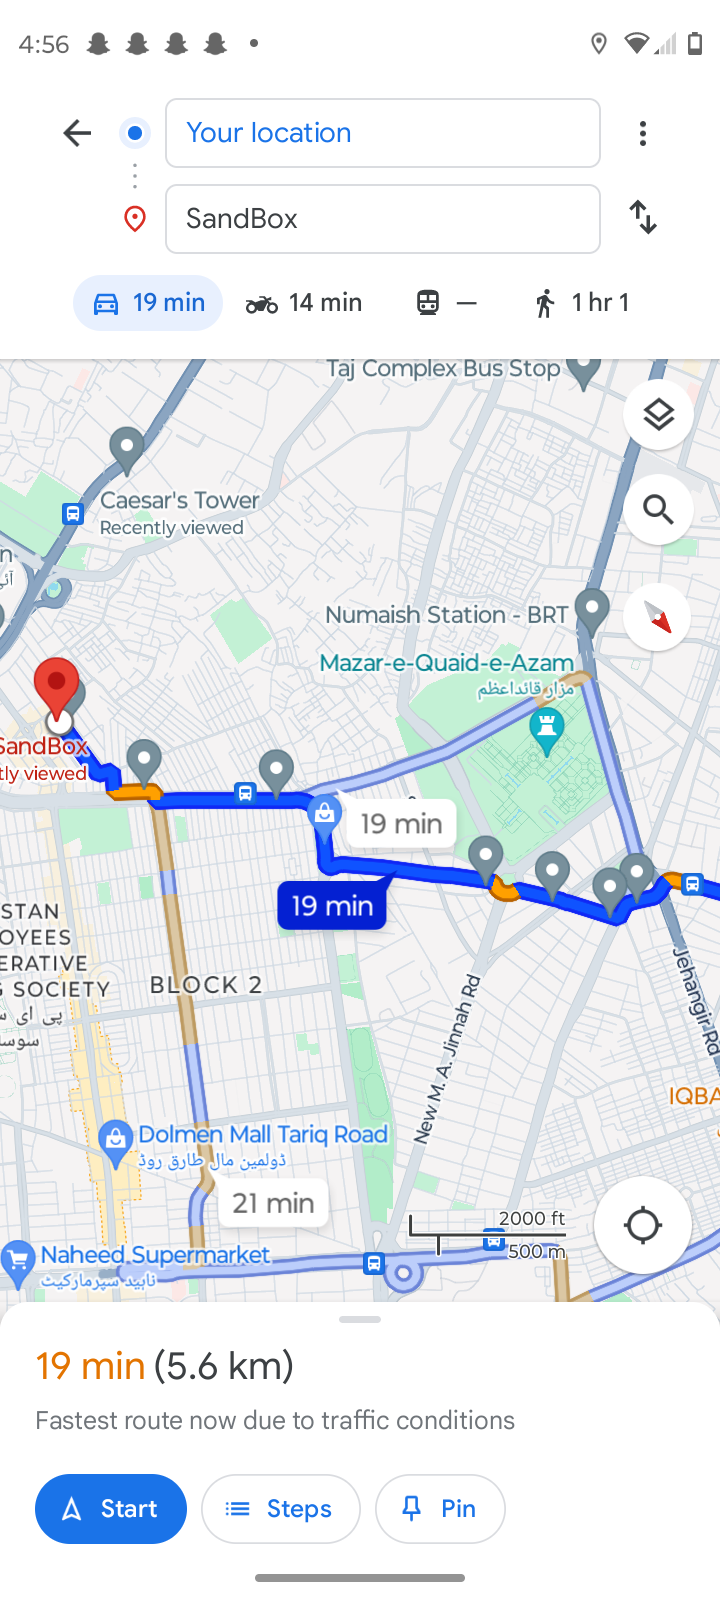 4:56
Your location
SandBox
19 min
14 min
—
1 hr 1
Taj Complex Bus Stop
Caesar's Tower
Recently viewed
Numaish Station - BRT
Mazar-e-Quaid-e-Azam
مزار قائداعظم
SandBox
tly viewed
19 min
19 min
STAN
OYEES
ERATIVE
G SOCIETY
پی ای س
سوسا
BLOCK 2
New M. A. Jinnah Rd
Jehangir Rd
IQBA
Dolmen Mall Tariq Road
ڈولمین مال طارق روڈ
21 min
2000 ft
500 m
Naheed Supermarket
ناہید سپرمارکیٹ
19 min (5.6 km)
Fastest route now due to traffic conditions
Start
Steps
Pin